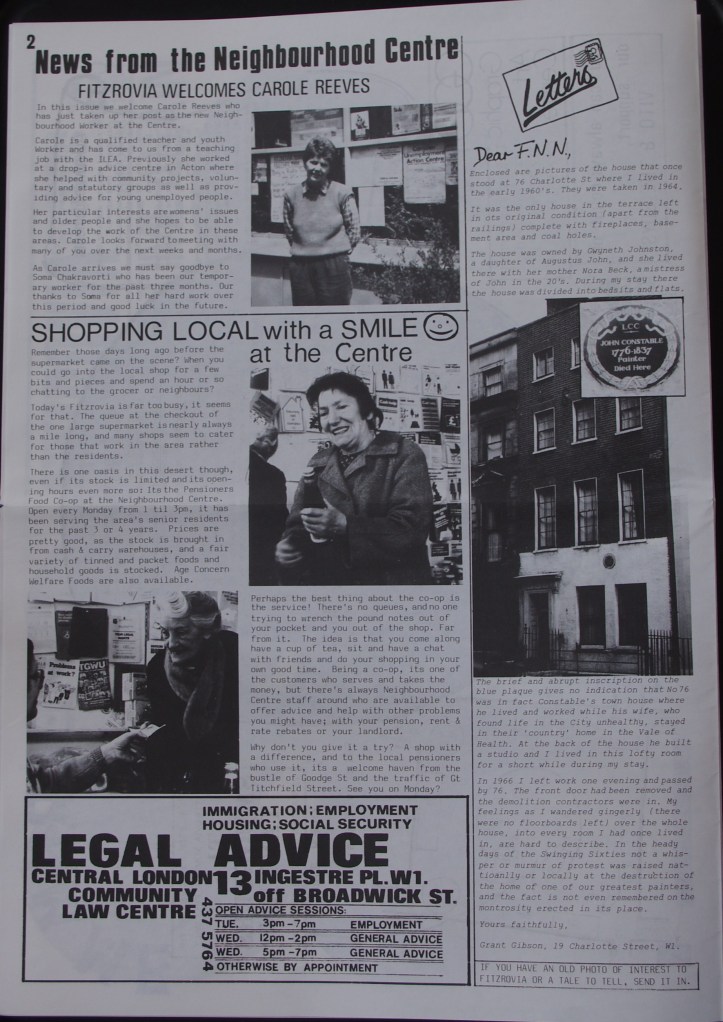 2
News from the Neighbourhood Centre
FITZROVIA WELCOMES CAROLE REEVES
In this issue we welcome Carole Reeves who
has just taken up her post as the new Neigh-
bourhood Worker at the Centre.
Carole is a qualified teacher and youth
Worker and has come to us from a teaching
job with the ILEA. Previously she worked
at a drop-in advice centre in Acton where
she helped with community projects, volun-
tary and statutory groups as well as prov-
iding advice for young unemployed people.
Her particular interests are womens' issues
and older people and she hopes to be able
to develop the work of the Centre in these
areas. Carole looks forward to meeting with
many of you over the next weeks and months.
As Carole arrives we must say goodbye to
Soma Chakravorti who has been our tempor-
ary worker for the past three months. Our
thanks to Soma for all her hard work over
this period and good luck in the future.
SHOPPING LOCAL with a SMILE
at the Centre
Remember those days long ago before the
supermarket came on the scene? When you
could go into the local shop for a few
bits and pieces and spend an hour or so
chatting to the grocer or neighbours?
Today's Fitzrovia is far too busy, it seems
for that. The queue at the checkout of
the one large supermarket is nearly always
a mile long, and many shops seem to cater
for those that work in the area rather
than the residents.
There is one oasis in this desert though,
even if its stock is limited and its open-
ing hours even more so: Its the Pensioners
Food Co-op at the Neighbourhood Centre.
Open every Monday from 1 til 3pm, it has
been serving the area's senior residents
for the past 3 or 4 years. Prices are
pretty good, as the stock is brought in
from cash & carry warehouses, and a fair
variety of tinned and packet foods and
household goods is stocked. Age Concern
Welfare Foods are also available.
Problems
at work?
TGWU
Perhaps the best thing about the co-op is
the service! There's no queues, and no one
trying to wrench the pound notes out of
your pocket and you out of the shop. Far
from it. The idea is that you come along
have a cup of tea, sit and have a chat
with friends and do your shopping in your
own good time. Being a co-op, its one of
the customers who serves and takes the
money, but there's always Neighbourhood
Centre staff around who are available to
offer advice and help with other problems
you might have; with your pension, rent &
rate rebates or your landlord.
Why don't you give it a try? A shop with
a difference, and to the local pensioners
who use it, its a welcome haven from the
bustle of Goodge St and the traffic of Gt
Titchfield Street. See you on Monday?
IMMIGRATION; EMPLOYMENT
HOUSING; SOCIAL SECURITY
LEGAL ADVICE
CENTRAL LONDON
COMMUNITY
LAW CENTRE
13 INGESTRE PL. W1.
off BROADWICK ST.
437 5764
OPEN ADVICE SESSIONS:
TUE. 3pm-7pm EMPLOYMENT
WED. 12pm-2pm GENERAL ADVICE
WED. 5pm-7pm GENERAL ADVICE
OTHERWISE BY APPOINTMENT
Letters
Dear F.N.N.,
Enclosed are pictures of the house that once
stood at 76 Charlotte St where I lived in
the early 1960's. They were taken in 1964.
It was the only house in the terrace left
in ots original condition (apart from the
railings) complete with fireplaces, base-
ment area and coal holes.
The house was owned by Gwyneth Johnston,
a daughter of Augustus John, and she lived
there with her mother Nora Beck, a mistress
of John in the 20's. During my stay there
the house was divided into bedsits and flats.
LCC
JOHN CONSTABLE
1776-1837
Painter
Died Here
The brief and abrupt inscription on the
blue plaque gives no indication that No76
was in fact Constable's town house where
he lived and worked while his wife, who
found life in the City unhealthy, stayed
in their 'country' home in the Vale of
Health. At the back of the house he built
a studio and I lived in this lofty room
for a short while during my stay.
In 1966 I left work one evening and passed
by 76. The front door had been removed and
the demolition contractors were in. My
feelings as I wandered gingerly (there
were no floorboards left) over the whole
house, into every room I had once lived
in, are hard to describe. In the heady
days of the Swinging Sixties not a whis-
per or murmur of protest was raised nat-
tioanlly or locally at the destrution of
the home of one of our greatest painters,
and the fact is not even remembered on the
montrosity erected in its place.
Yours faithfully,
Grant Gibson, 19 Charlotte Street, W1.
IF YOU HAVE AN OLD PHOTO OF INTEREST TO
FITZROVIA OR A TALE TO TELL, SEND IT IN.